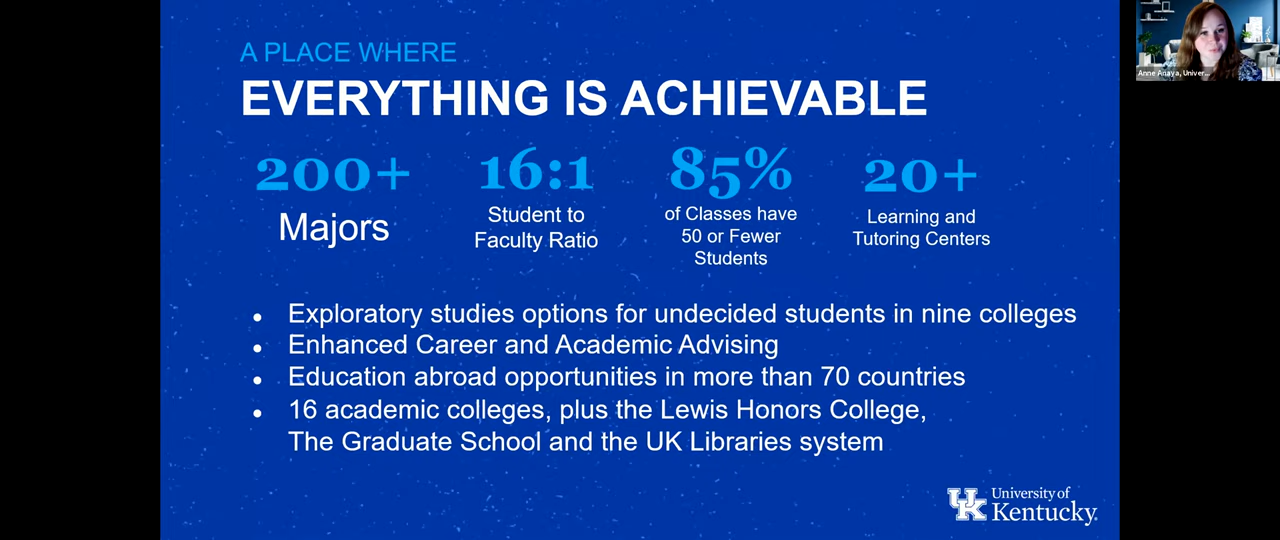 A PLACE WHERE
EVERYTHING IS ACHIEVABLE
200+
Majors
16:1
Student to
Faculty Ratio
85%
of Classes have
50 or Fewer
Students
20+
Learning and
Tutoring Centers
• Exploratory studies options for undecided students in nine colleges
• Enhanced Career and Academic Advising
• Education abroad opportunities in more than 70 countries
• 16 academic colleges, plus the Lewis Honors College,
The Graduate School and the UK Libraries system
UK
University of
Kentucky.
Anne Anaya, Univer...